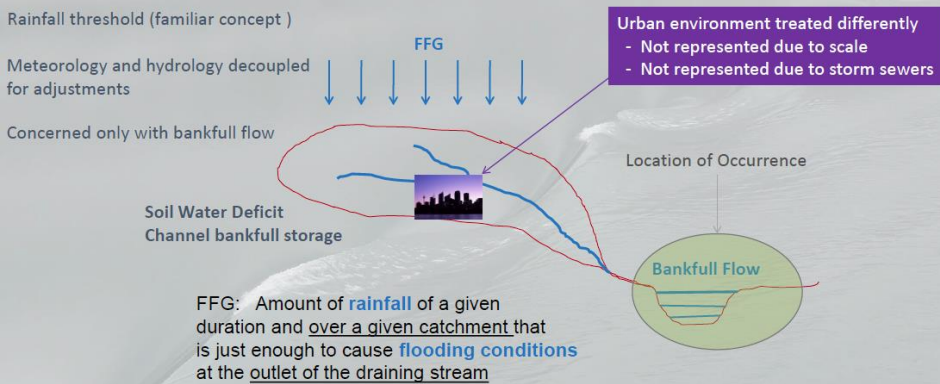 Rainfall threshold (familiar concept )
Meteorology and hydrology decoupled
for adjustments
Concerned only with bankfull flow
FFG
Urban environment treated differently
- Not represented due to scale
- Not represented due to storm sewers
Location of Occurrence
Soil Water Deficit
Channel bankfull storage
Bankfull Flow
FFG: Amount of rainfall of a given
duration and over a given catchment that
is just enough to cause flooding conditions
at the outlet of the draining stream